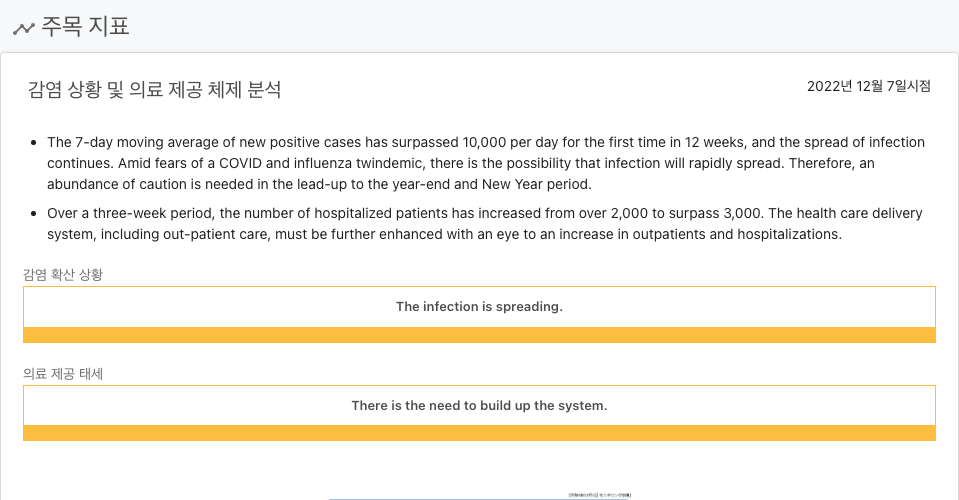 주목 지표
감염 상황 및 의료 제공 체제 분석
2022년 12월 7일시점
The 7-day moving average of new positive cases has surpassed 10,000 per day for the first time in 12 weeks, and the spread of infection
continues. Amid fears of a COVID and influenza twindemic, there is the possibility that infection will rapidly spread. Therefore, an
abundance of caution is needed in the lead-up to the year-end and New Year period.
Over a three-week period, the number of hospitalized patients has increased from over 2,000 to surpass 3,000. The health care delivery
system, including out-patient care, must be further enhanced with an eye to an increase in outpatients and hospitalizations.
감염 확산 상황
The infection is spreading.
의료 제공 태세
There is the need to build up the system.